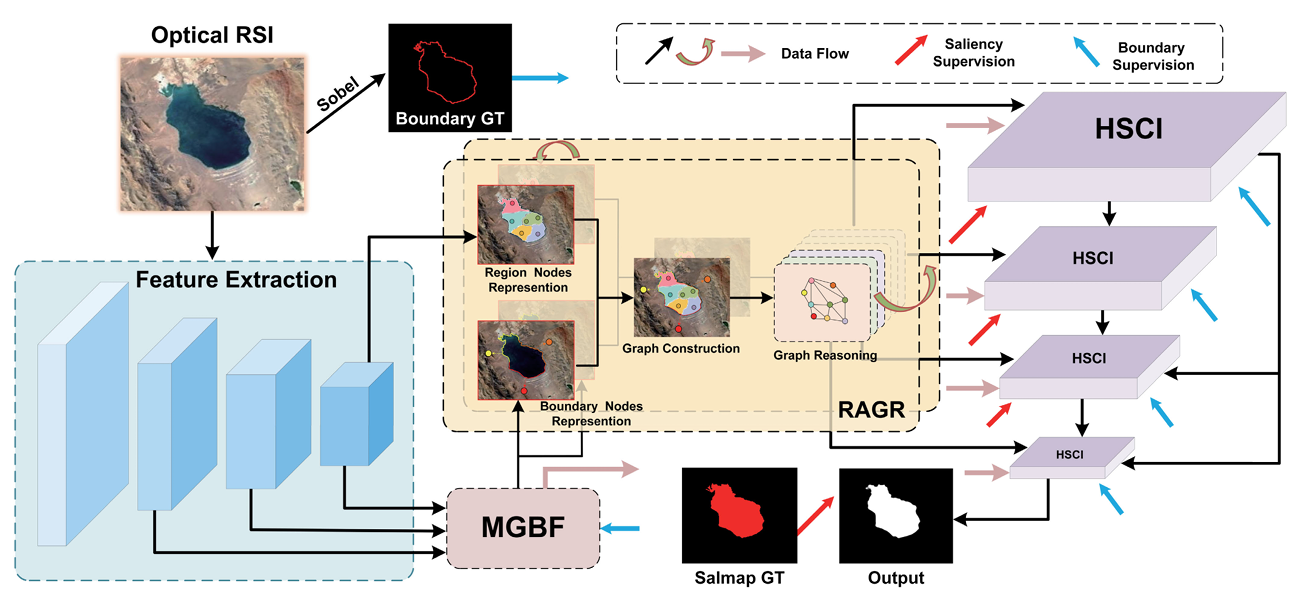 Optical RSI
Sobel
Boundary GT
Data Flow
Saliency
Supervision
Boundary
Supervision
HSCI
Feature Extraction
Region Nodes
Represention
Graph Construction
Graph Reasoning
Boundary Nodes
Represention
RAGR
HSCI
HSCI
HSCI
MGBF
Salmap GT
Output